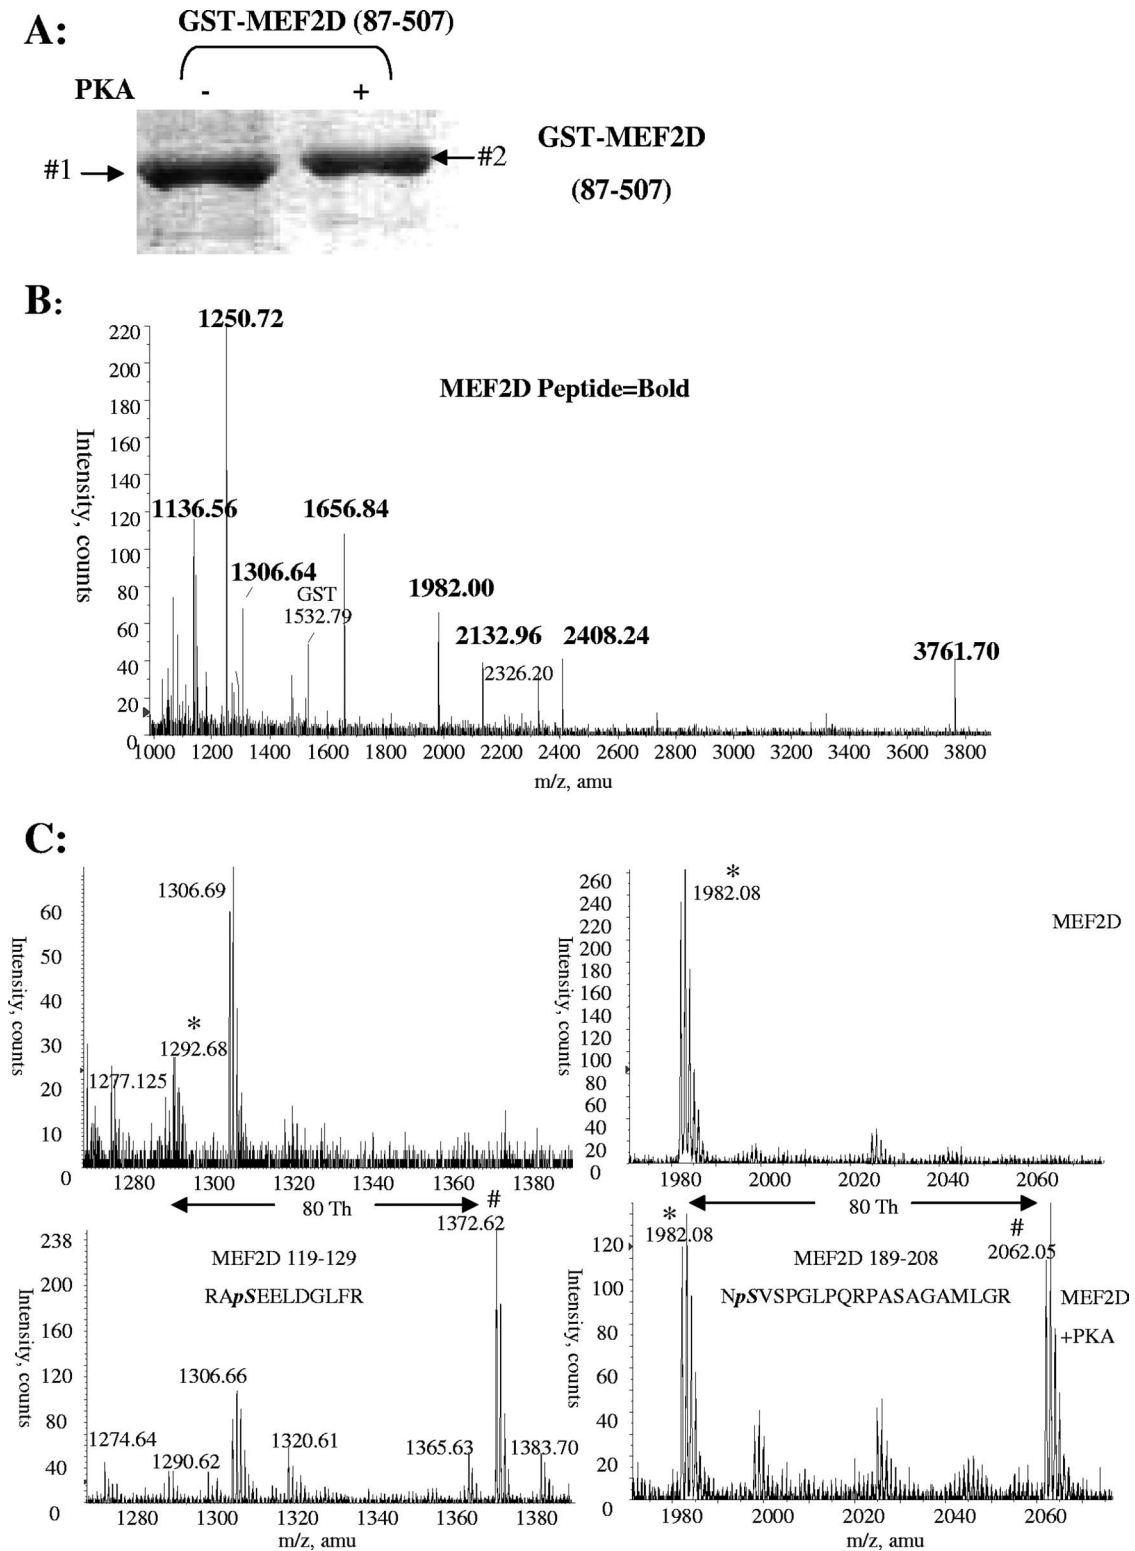 A:
GST-MEF2D (87-507)
PKA - +
#1
#2
GST-MEF2D
(87-507)
B:
1250.72
MEF2D Peptide=Bold
1136.56
1656.84
1306.64
GST
1532.79
1982.00
2132.96
2326.20
2408.24
3761.70
Intensity, counts
220
200
180
160
140
120
100
80
60
40
20
0
1000 1200 1400 1600 1800 2000 2200 2400 2600 2800 3000 3200 3400 3600 3800
m/z, amu
C:
1306.69
*
1292.68
1277.125
Intensity, counts
60
50
40
30
20
10
0
1280 1300 1320 1340 1360 1380
*
1982.08
MEF2D
Intensity, counts
260
240
220
200
180
160
140
120
100
80
60
40
20
0
1980 2000 2020 2040 2060
80 Th
#
1372.62
MEF2D 119-129
RApSEELDGLFR
1306.66
1274.64
1290.62
1320.61
1365.63
1383.70
Intensity, counts
238
200
160
120
80
40
0
1280 1300 1320 1340 1360 1380
m/z, amu
80 Th
*
1982.08
#
2062.05
MEF2D 189-208
NpSVSPGLPQRPASAGAMLGR
MEF2D
+PKA
Intensity, counts
120
100
80
60
40
20
0
1980 2000 2020 2040 2060
m/z, amu